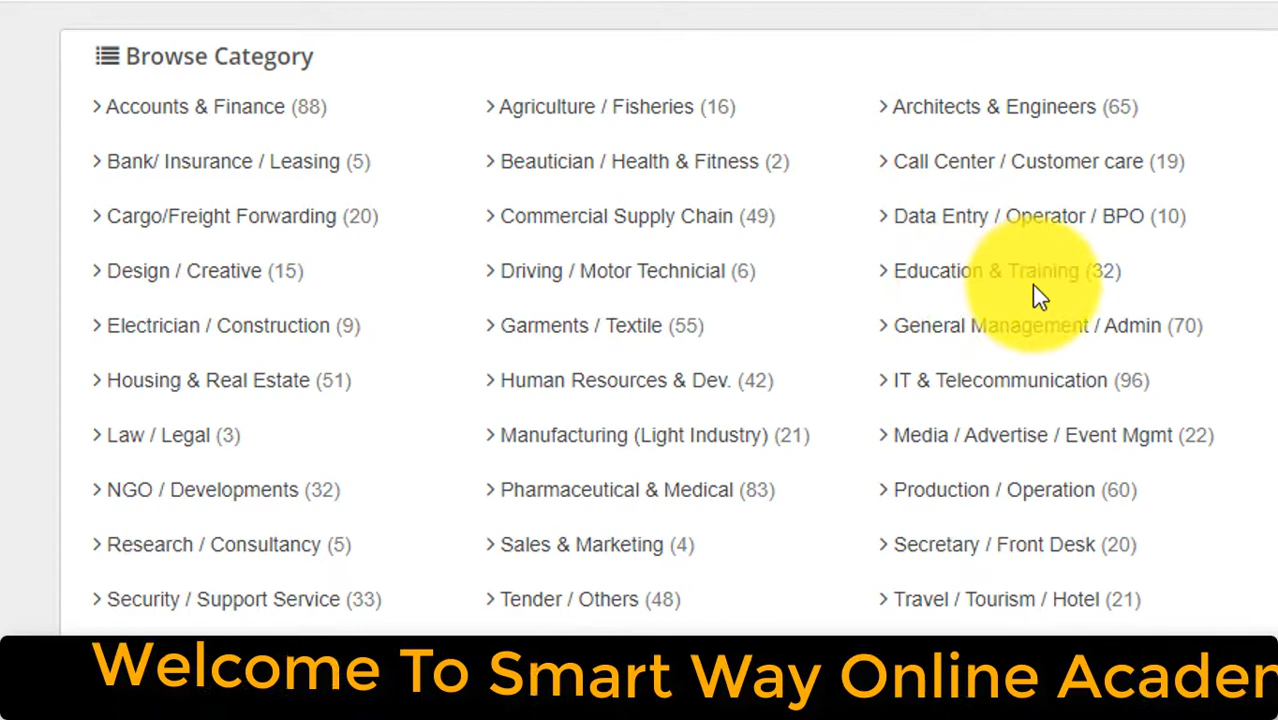 Browse Category
Accounts & Finance (88) Agriculture / Fisheries (16) Architects & Engineers (65)
Bank/ Insurance / Leasing (5) Beautician / Health & Fitness (2) Call Center / Customer care (19)
Cargo/Freight Forwarding (20) Commercial Supply Chain (49) Data Entry / Operator / BPO (10)
Design / Creative (15) Driving / Motor Technicial (6) Education & Training (32)
Electrician / Construction (9) Garments / Textile (55) General Management / Admin (70)
Housing & Real Estate (51) Human Resources & Dev. (42) IT & Telecommunication (96)
Law / Legal (3) Manufacturing (Light Industry) (21) Media / Advertise / Event Mgmt (22)
NGO / Developments (32) Pharmaceutical & Medical (83) Production / Operation (60)
Research / Consultancy (5) Sales & Marketing (4) Secretary / Front Desk (20)
Security / Support Service (33) Tender / Others (48) Travel / Tourism / Hotel (21)
Welcome To Smart Way Online Acaden